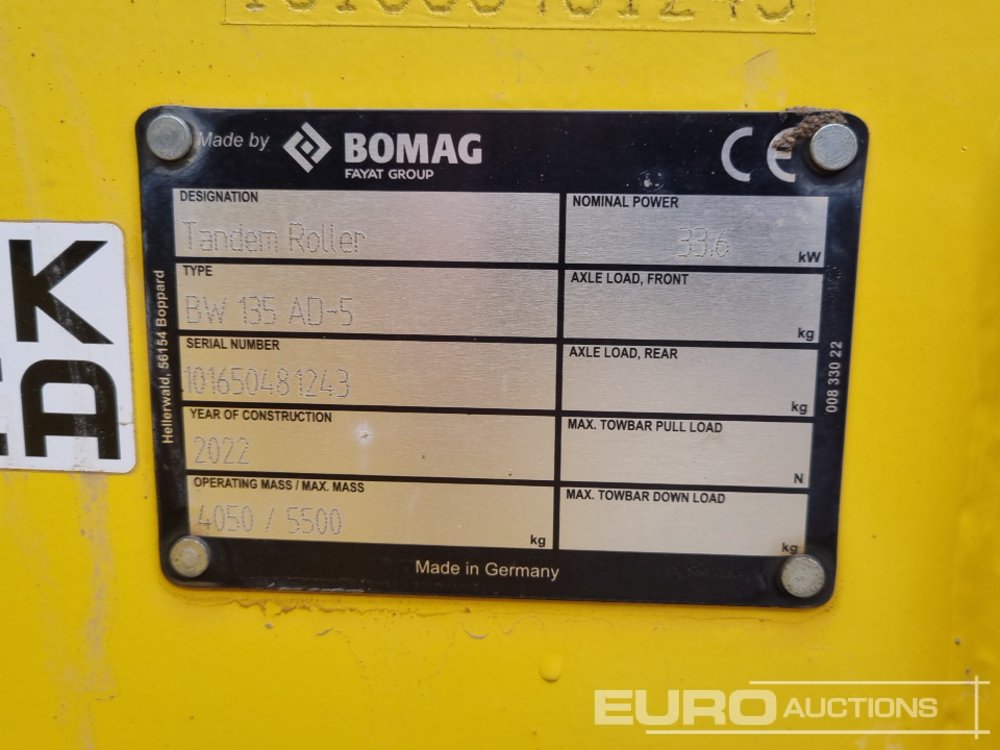 Made by BOMAG CE
FAYAT GROUP
DESIGNATION
Tandem Roller
NOMINAL POWER
33.6 kW
TYPE
BW 135 AD-5
AXLE LOAD, FRONT
kg
SERIAL NUMBER
101650481243
AXLE LOAD, REAR
kg
YEAR OF CONSTRUCTION
2022
MAX. TOWBAR PULL LOAD
N
OPERATING MASS / MAX. MASS
4050 / 5500 kg
MAX. TOWBAR DOWN LOAD
kg
Made in Germany
Hellerwald, 56154 Boppard
008 330 22
K
A
EURO AUCTIONS